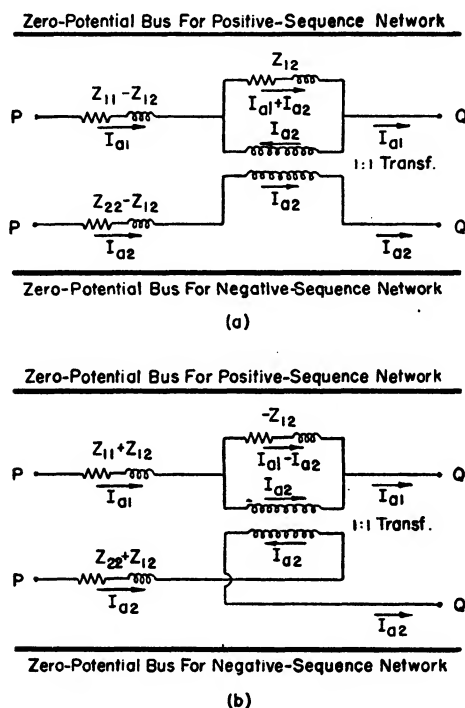 Zero-Potential Bus For Positive-Sequence Network
Z12
Z11 -Z12
Ia1+Ia2
P
Ia1
Ia2
Ia1
Q
1:1 Transf.
Z22-Z12
Ia2
P
Ia2
Ia2
Q
Zero-Potential Bus For Negative-Sequence Network
(a)
Zero-Potential Bus For Positive-Sequence Network
-Z12
Z11+Z12
Ia1-Ia2
P
Ia1
Ia2
Ia1
Q
1:1 Transf.
Z22+Z12
Ia2
P
Ia2
Q
Ia2
Zero-Potential Bus For Negative-Sequence Network
(b)